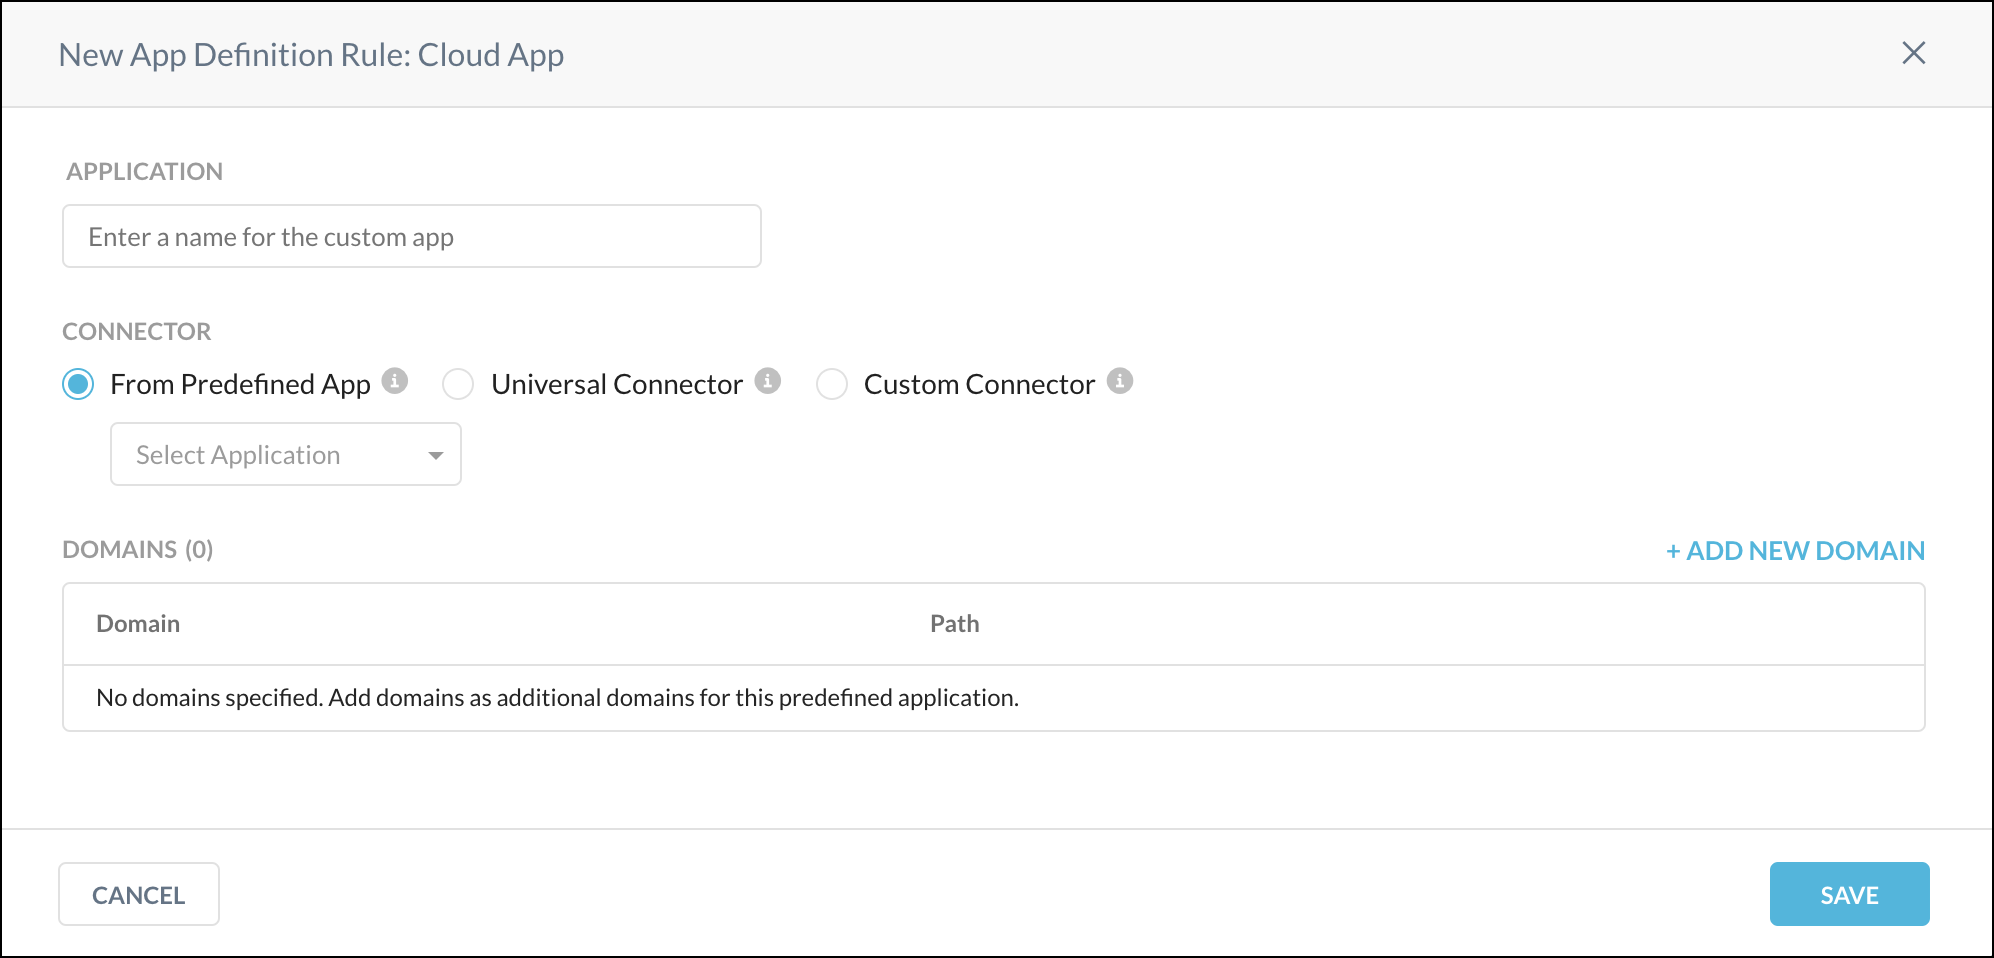 New App Definition Rule: Cloud App
APPLICATION
Enter a name for the custom app
CONNECTOR
From Predefined App i Universal Connector i Custom Connector i
Select Application
DOMAINS (0) + ADD NEW DOMAIN
Domain Path
No domains specified. Add domains as additional domains for this predefined application.
CANCEL SAVE